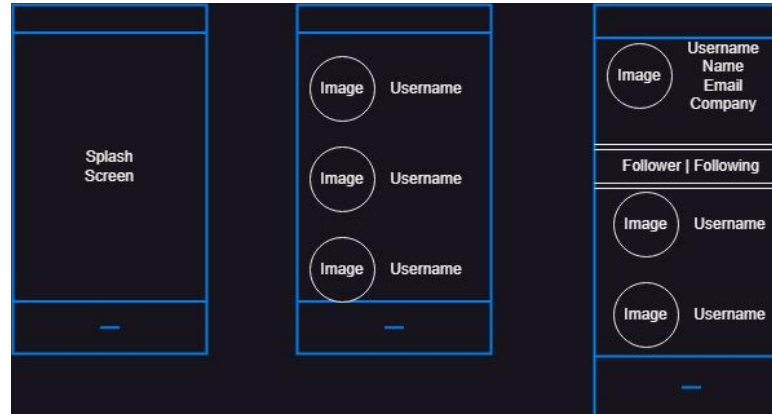 Splash
Screen
Image Username
Image Username
Image Username
Image
Username
Name
Email
Company
Follower | Following
Image Username
Image Username